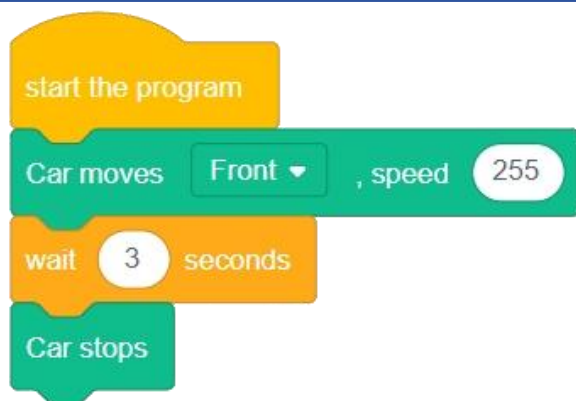 start the program
Car moves Front , speed 255
wait 3 seconds
Car stops